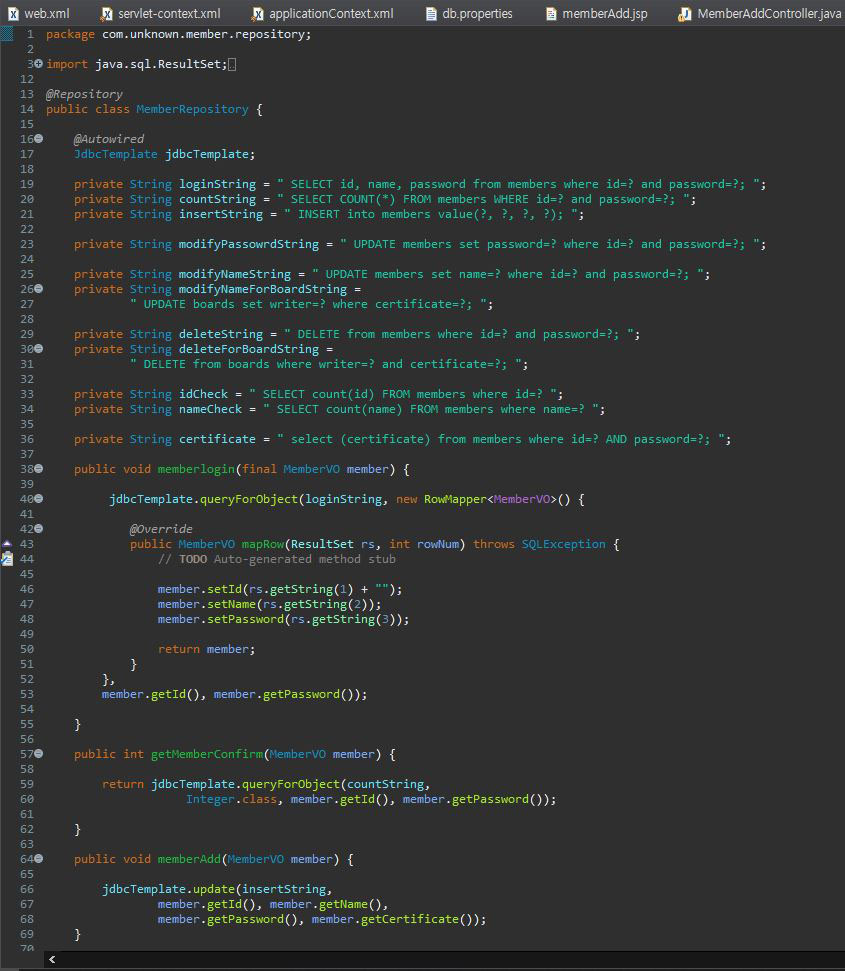 web.xml servlet-context.xml applicationContext.xml db.properties memberAdd.jsp MemberAddController.java
1 package com.unknown.member.repository;
2
3 import java.sql.ResultSet;
12
13 @Repository
14 public class MemberRepository {
15
16 @Autowired
17 JdbcTemplate jdbcTemplate;
18
19 private String loginString = " SELECT id, name, password from members where id=? and password=?; ";
20 private String countString = " SELECT COUNT(*) FROM members WHERE id=? and password=?; ";
21 private String insertString = " INSERT into members value(?, ?, ?, ?); ";
22
23 private String modifyPassowrdString = " UPDATE members set password=? where id=? and password=?; ";
24
25 private String modifyNameString = " UPDATE members set name=? where id=? and password=?; ";
26 private String modifyNameForBoardString =
27 " UPDATE boards set writer=? where certificate=?; ";
28
29 private String deleteString = " DELETE from members where id=? and password=?; ";
30 private String deleteForBoardString =
31 " DELETE from boards where writer=? and certificate=?; ";
32
33 private String idCheck = " SELECT count(id) FROM members where id=? ";
34 private String nameCheck = " SELECT count(name) FROM members where name=? ";
35
36 private String certificate = " select (certificate) from members where id=? AND password=?; ";
37
38 public void memberlogin(final MemberVO member) {
39
40 jdbcTemplate.queryForObject(loginString, new RowMapper<MemberVO>() {
41
42 @Override
43 public MemberVO mapRow(ResultSet rs, int rowNum) throws SQLException {
44 // TODO Auto-generated method stub
45
46 member.setId(rs.getString(1) + "");
47 member.setName(rs.getString(2));
48 member.setPassword(rs.getString(3));
49
50 return member;
51 }
52 },
53 member.getId(), member.getPassword());
54
55 }
56
57 public int getMemberConfirm(MemberVO member) {
58
59 return jdbcTemplate.queryForObject(countString,
60 Integer.class, member.getId(), member.getPassword());
61
62 }
63
64 public void memberAdd(MemberVO member) {
65
66 jdbcTemplate.update(insertString,
67 member.getId(), member.getName(),
68 member.getPassword(), member.getCertificate());
69 }
70